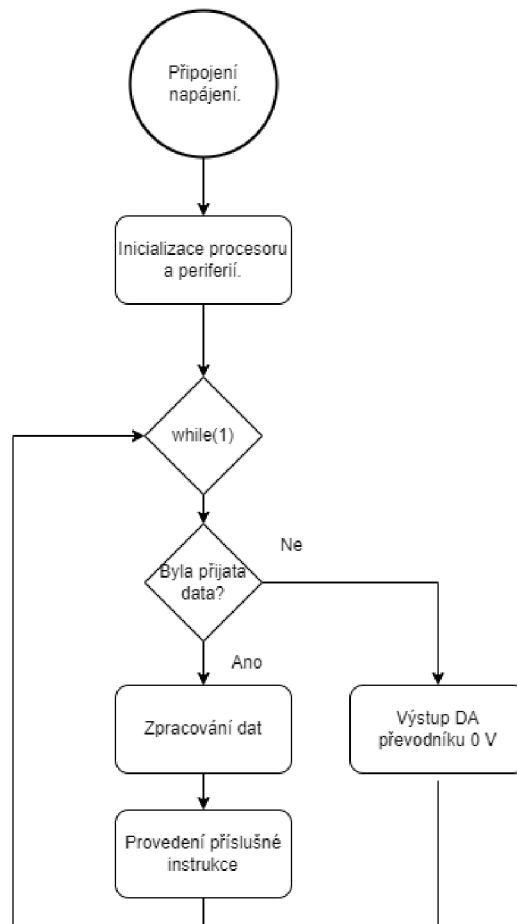 Připojení
napájení.
Inicializace procesoru
a periferií.
while(1)
Byla přijata
data?
Ne
Ano
Zpracování dat
Výstup DA
převodníku 0 V
Provedení příslušné
instrukce